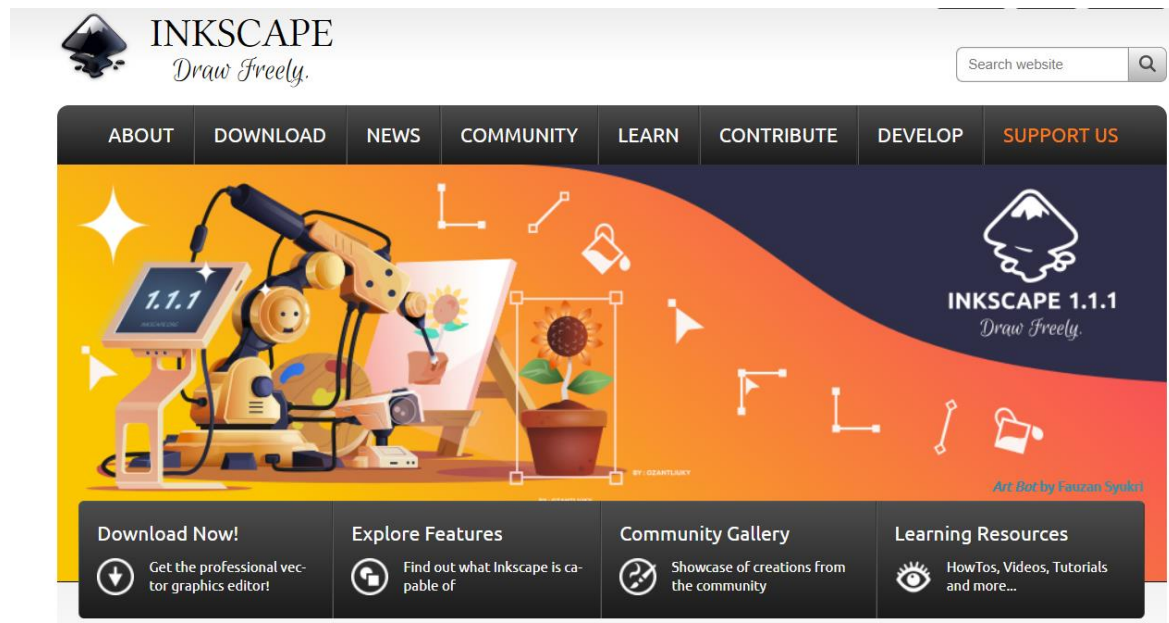 INKSCAPE
Draw Freely.
Search website
ABOUT DOWNLOAD NEWS COMMUNITY LEARN CONTRIBUTE DEVELOP SUPPORT US
1.1.1
INKSCAPE 1.1.1
Draw Freely.
BY : OZANTLIUKY
Art Bot by Fauzan Syukri
Download Now!
Get the professional vec-
tor graphics editor!
Explore Features
Find out what Inkscape is ca-
pable of
Community Gallery
Showcase of creations from
the community
Learning Resources
HowTos, Videos, Tutorials
and more...